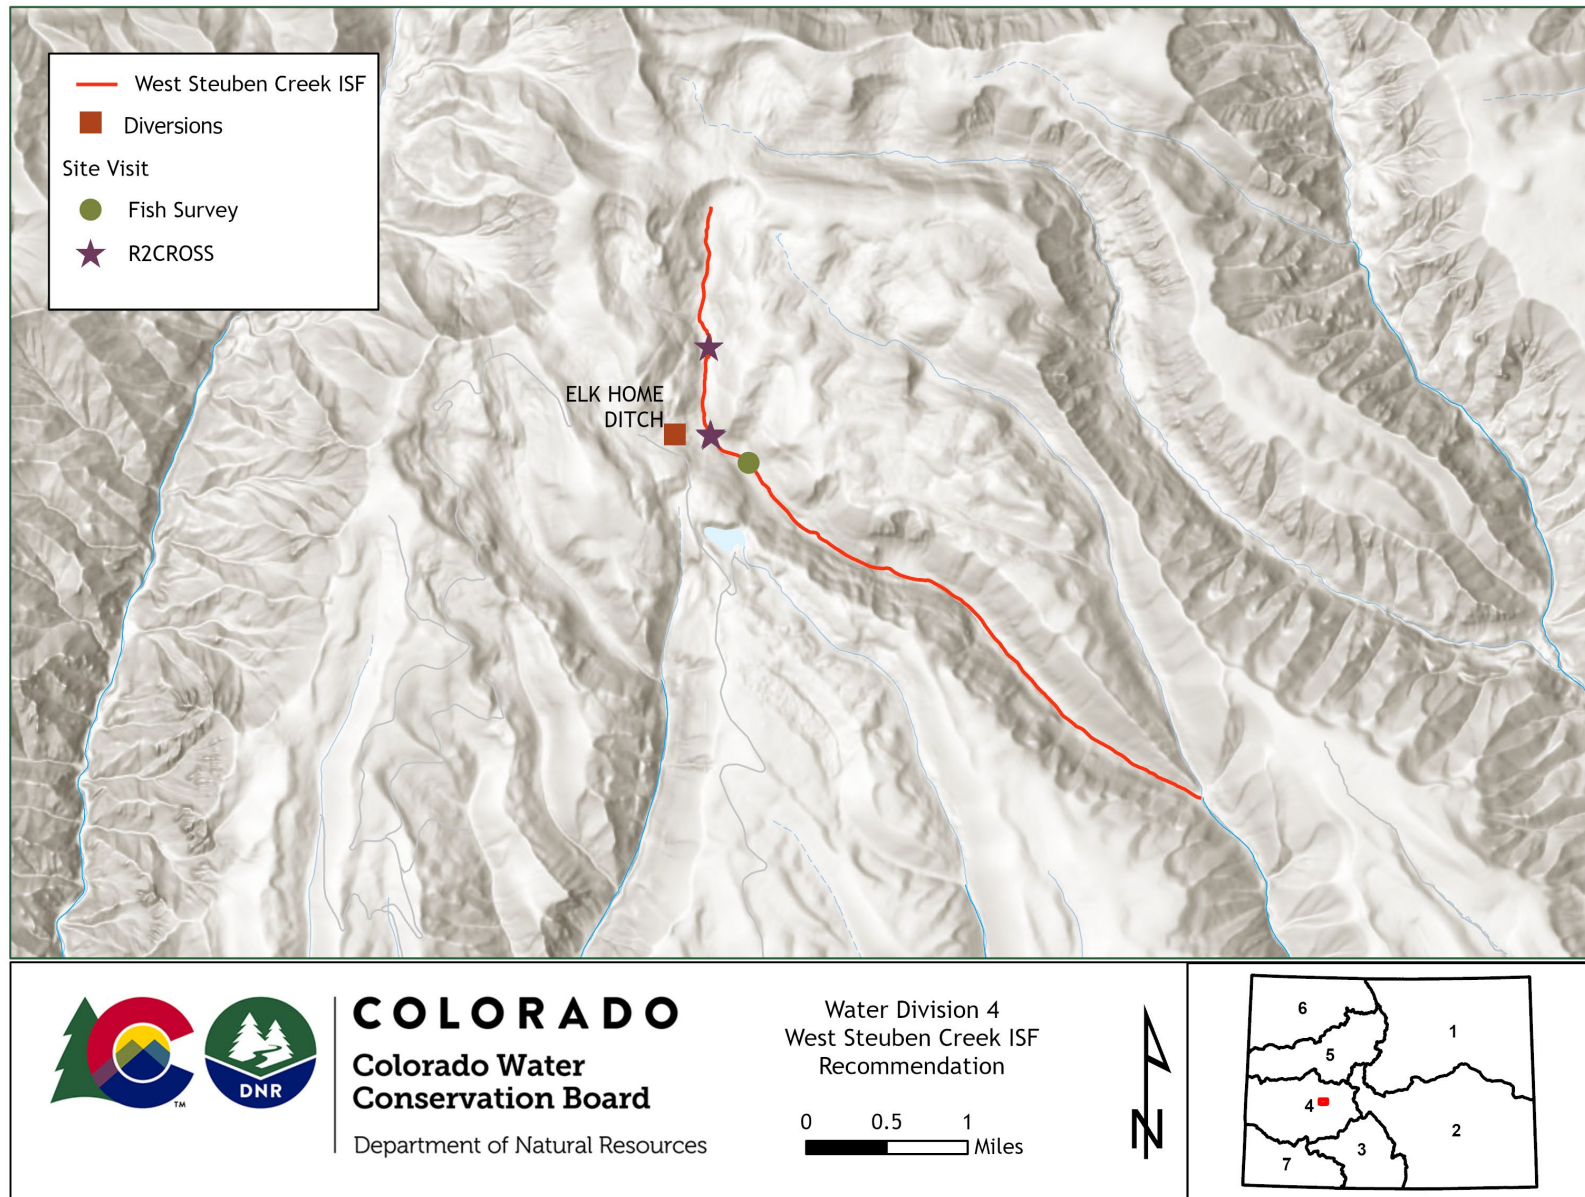 West Steuben Creek ISF
Diversions
Site Visit
Fish Survey
R2CROSS
ELK HOME
DITCH
DNR
TM
COLORADO
Colorado Water
Conservation Board
Department of Natural Resources
Water Division 4
West Steuben Creek ISF
Recommendation
0 0.5 1
Miles
N
6
1
5
4
2
3
7